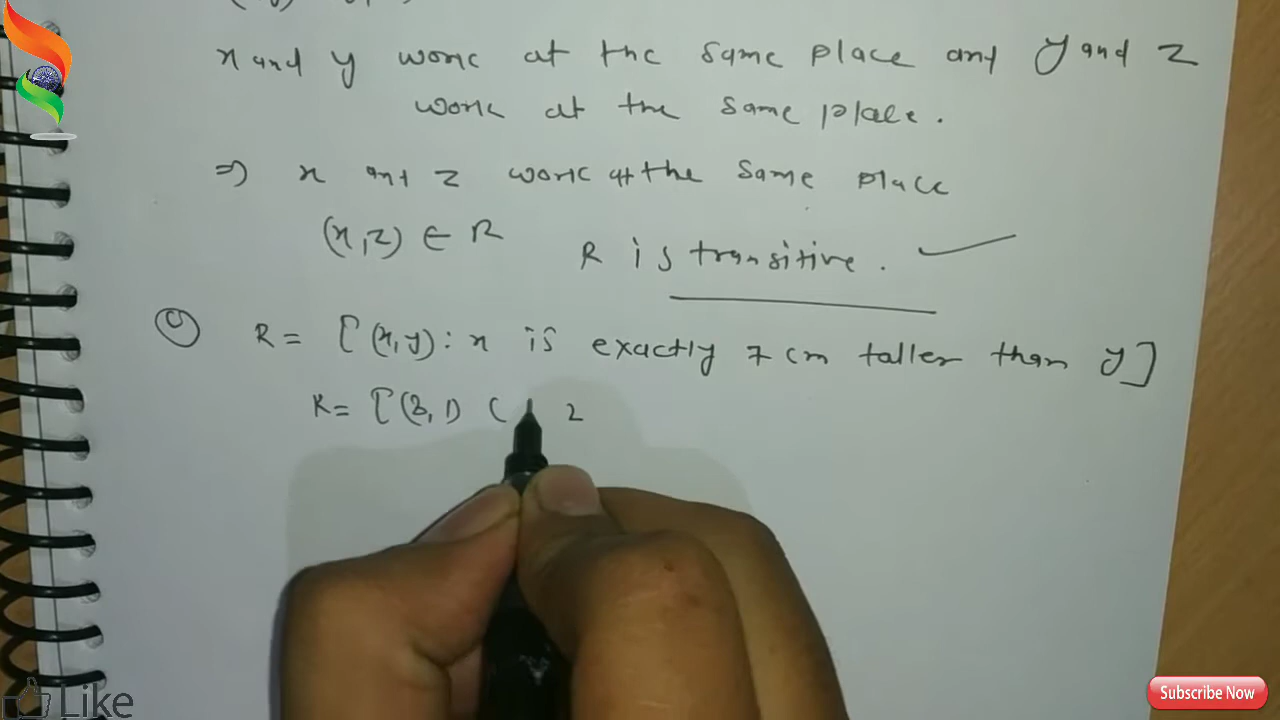 x and y work at the same place and y and z
work at the same place.
⇒ x and z work at the same place
(x,z) ∈ R
R is transitive.
R = [(x,y): x is exactly 7 cm taller than y]
R = [(8,1) ( 2
Like
Subscribe Now